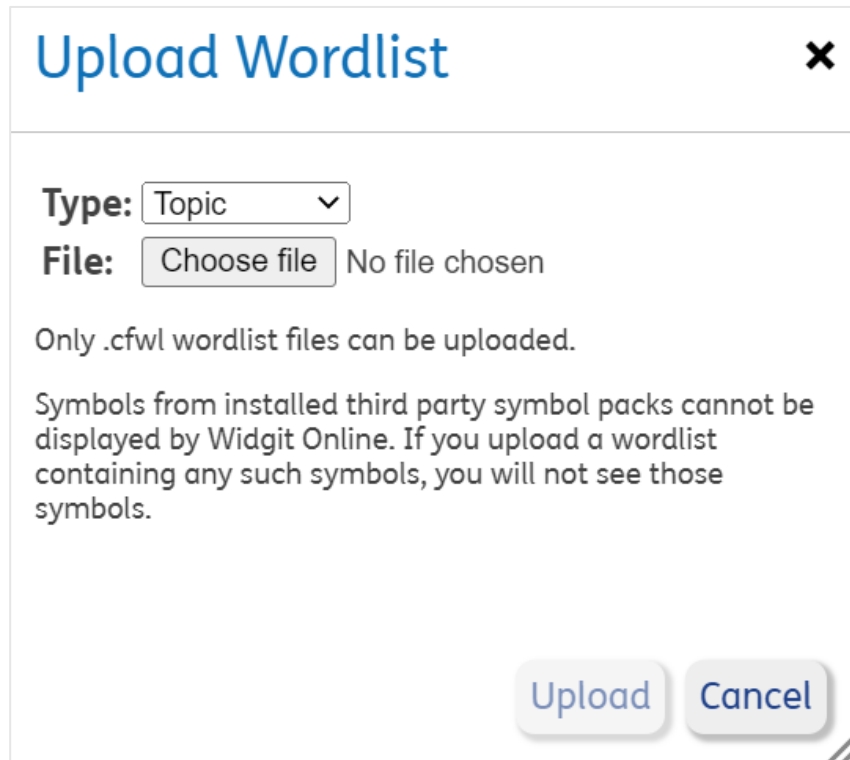 Upload Wordlist
Type: Topic
File: Choose file No file chosen
Only .cfwl wordlist files can be uploaded.
Symbols from installed third party symbol packs cannot be
displayed by Widgit Online. If you upload a wordlist
containing any such symbols, you will not see those
symbols.
Upload Cancel